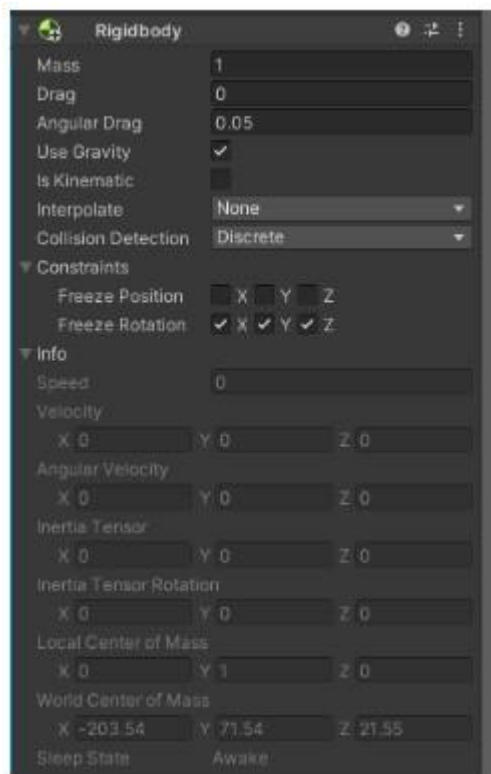 Rigidbody
Mass 1
Drag 0
Angular Drag 0.05
Use Gravity
Is Kinematic
Interpolate None
Collision Detection Discrete
Constraints
Freeze Position X Y Z
Freeze Rotation X Y Z
Info
Speed 0
Velocity
X 0 Y 0 Z 0
Angular Velocity
X 0 Y 0 Z 0
Inertia Tensor
X 0 Y 0 Z 0
Inertia Tensor Rotation
X 0 Y 0 Z 0
Local Center of Mass
X 0 Y 1 Z 0
World Center of Mass
X -203.54 Y 71.54 Z 21.55
Sleep State Awake